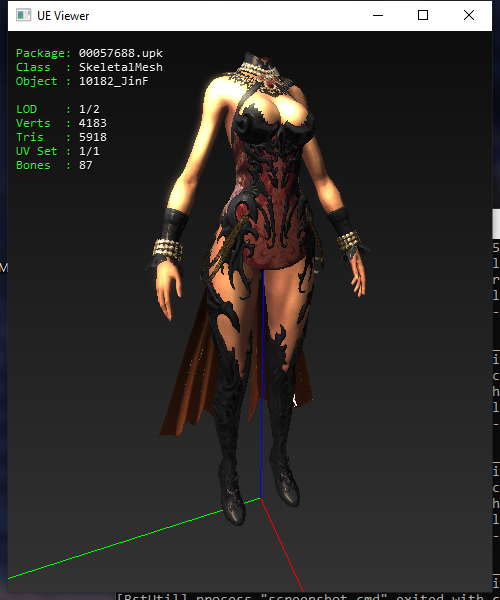 UE Viewer
Package: 00057688.upk
Class : SkeletalMesh
Object : 10182_JinF
LOD : 1/2
Verts : 4183
Tris : 5918
UV Set : 1/1
Bones : 87
M
5
l
r
l
-
i
c
h
l
-
i
c
h
l
-
i